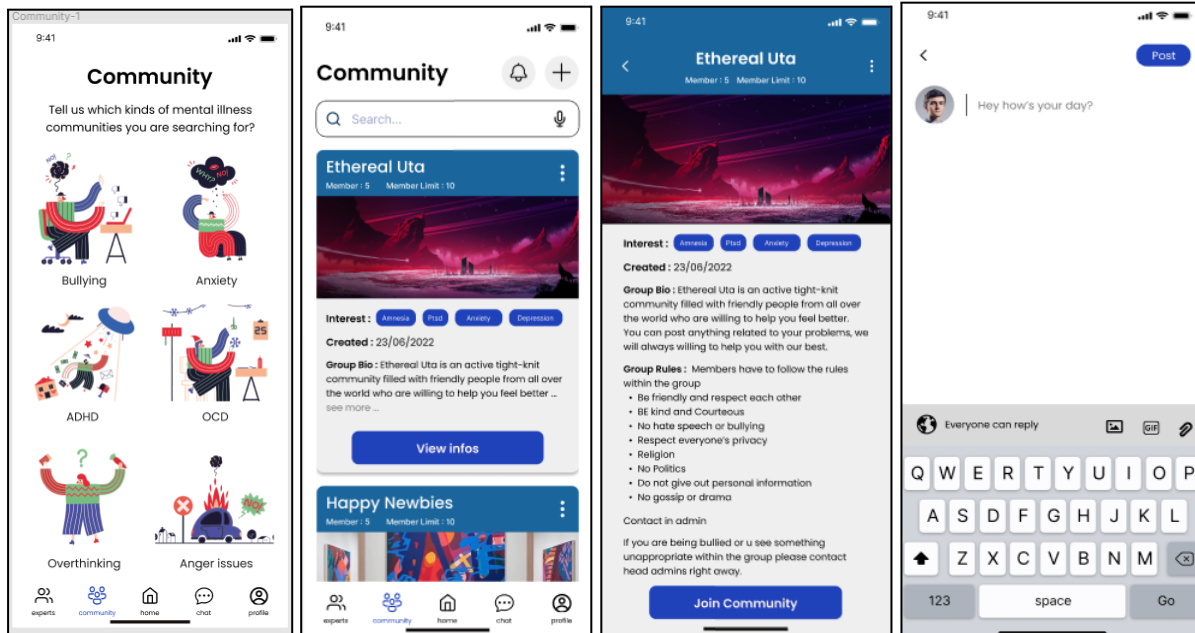 Community-1
9:41
Community
Tell us which kinds of mental illness
communities you are searching for?
NO!
?
WHY?
NO!
Bullying
Anxiety
25
ADHD
OCD
?
NO!
Overthinking
Anger issues
experts
community
home
chat
profile
9:41
Community
Search...
Ethereal Uta
Member : 5 Member Limit : 10
Interest : Amnesia Ptsd Anxiety Depression
Created : 23/06/2022
Group Bio : Ethereal Uta is an active tight-knit
community filled with friendly people from all over
the world who are willing to help you feel better ...
see more ...
View infos
Happy Newbies
Member : 5 Member Limit : 10
experts
community
home
chat
profile
9:41
Ethereal Uta
Member : 5 Member Limit : 10
Interest : Amnesia Ptsd Anxiety Depression
Created : 23/06/2022
Group Bio : Ethereal Uta is an active tight-knit
community filled with friendly people from all over
the world who are willing to help you feel better.
You can post anything related to your problems, we
will always willing to help you with our best.
Group Rules : Members have to follow the rules
within the group
• Be friendly and respect each other
• BE kind and Courteous
• No hate speech or bullying
• Respect everyone's privacy
• Religion
• No Politics
• Do not give out personal information
• No gossip or drama
Contact in admin
If you are being bullied or u see something
unappropriate within the group please contact
head admins right away.
Join Community
9:41
Post
Hey how's your day?
Everyone can reply
GIF
Q W E R T Y U I O P
A S D F G H J K L
Z X C V B N M
123 space Go